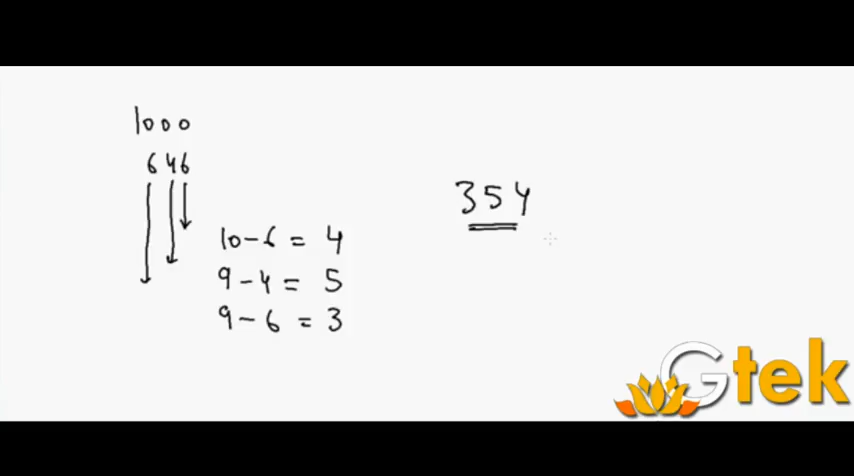 1000
646
10-6 = 4
9-4 = 5
9-6 = 3
354
Gtek